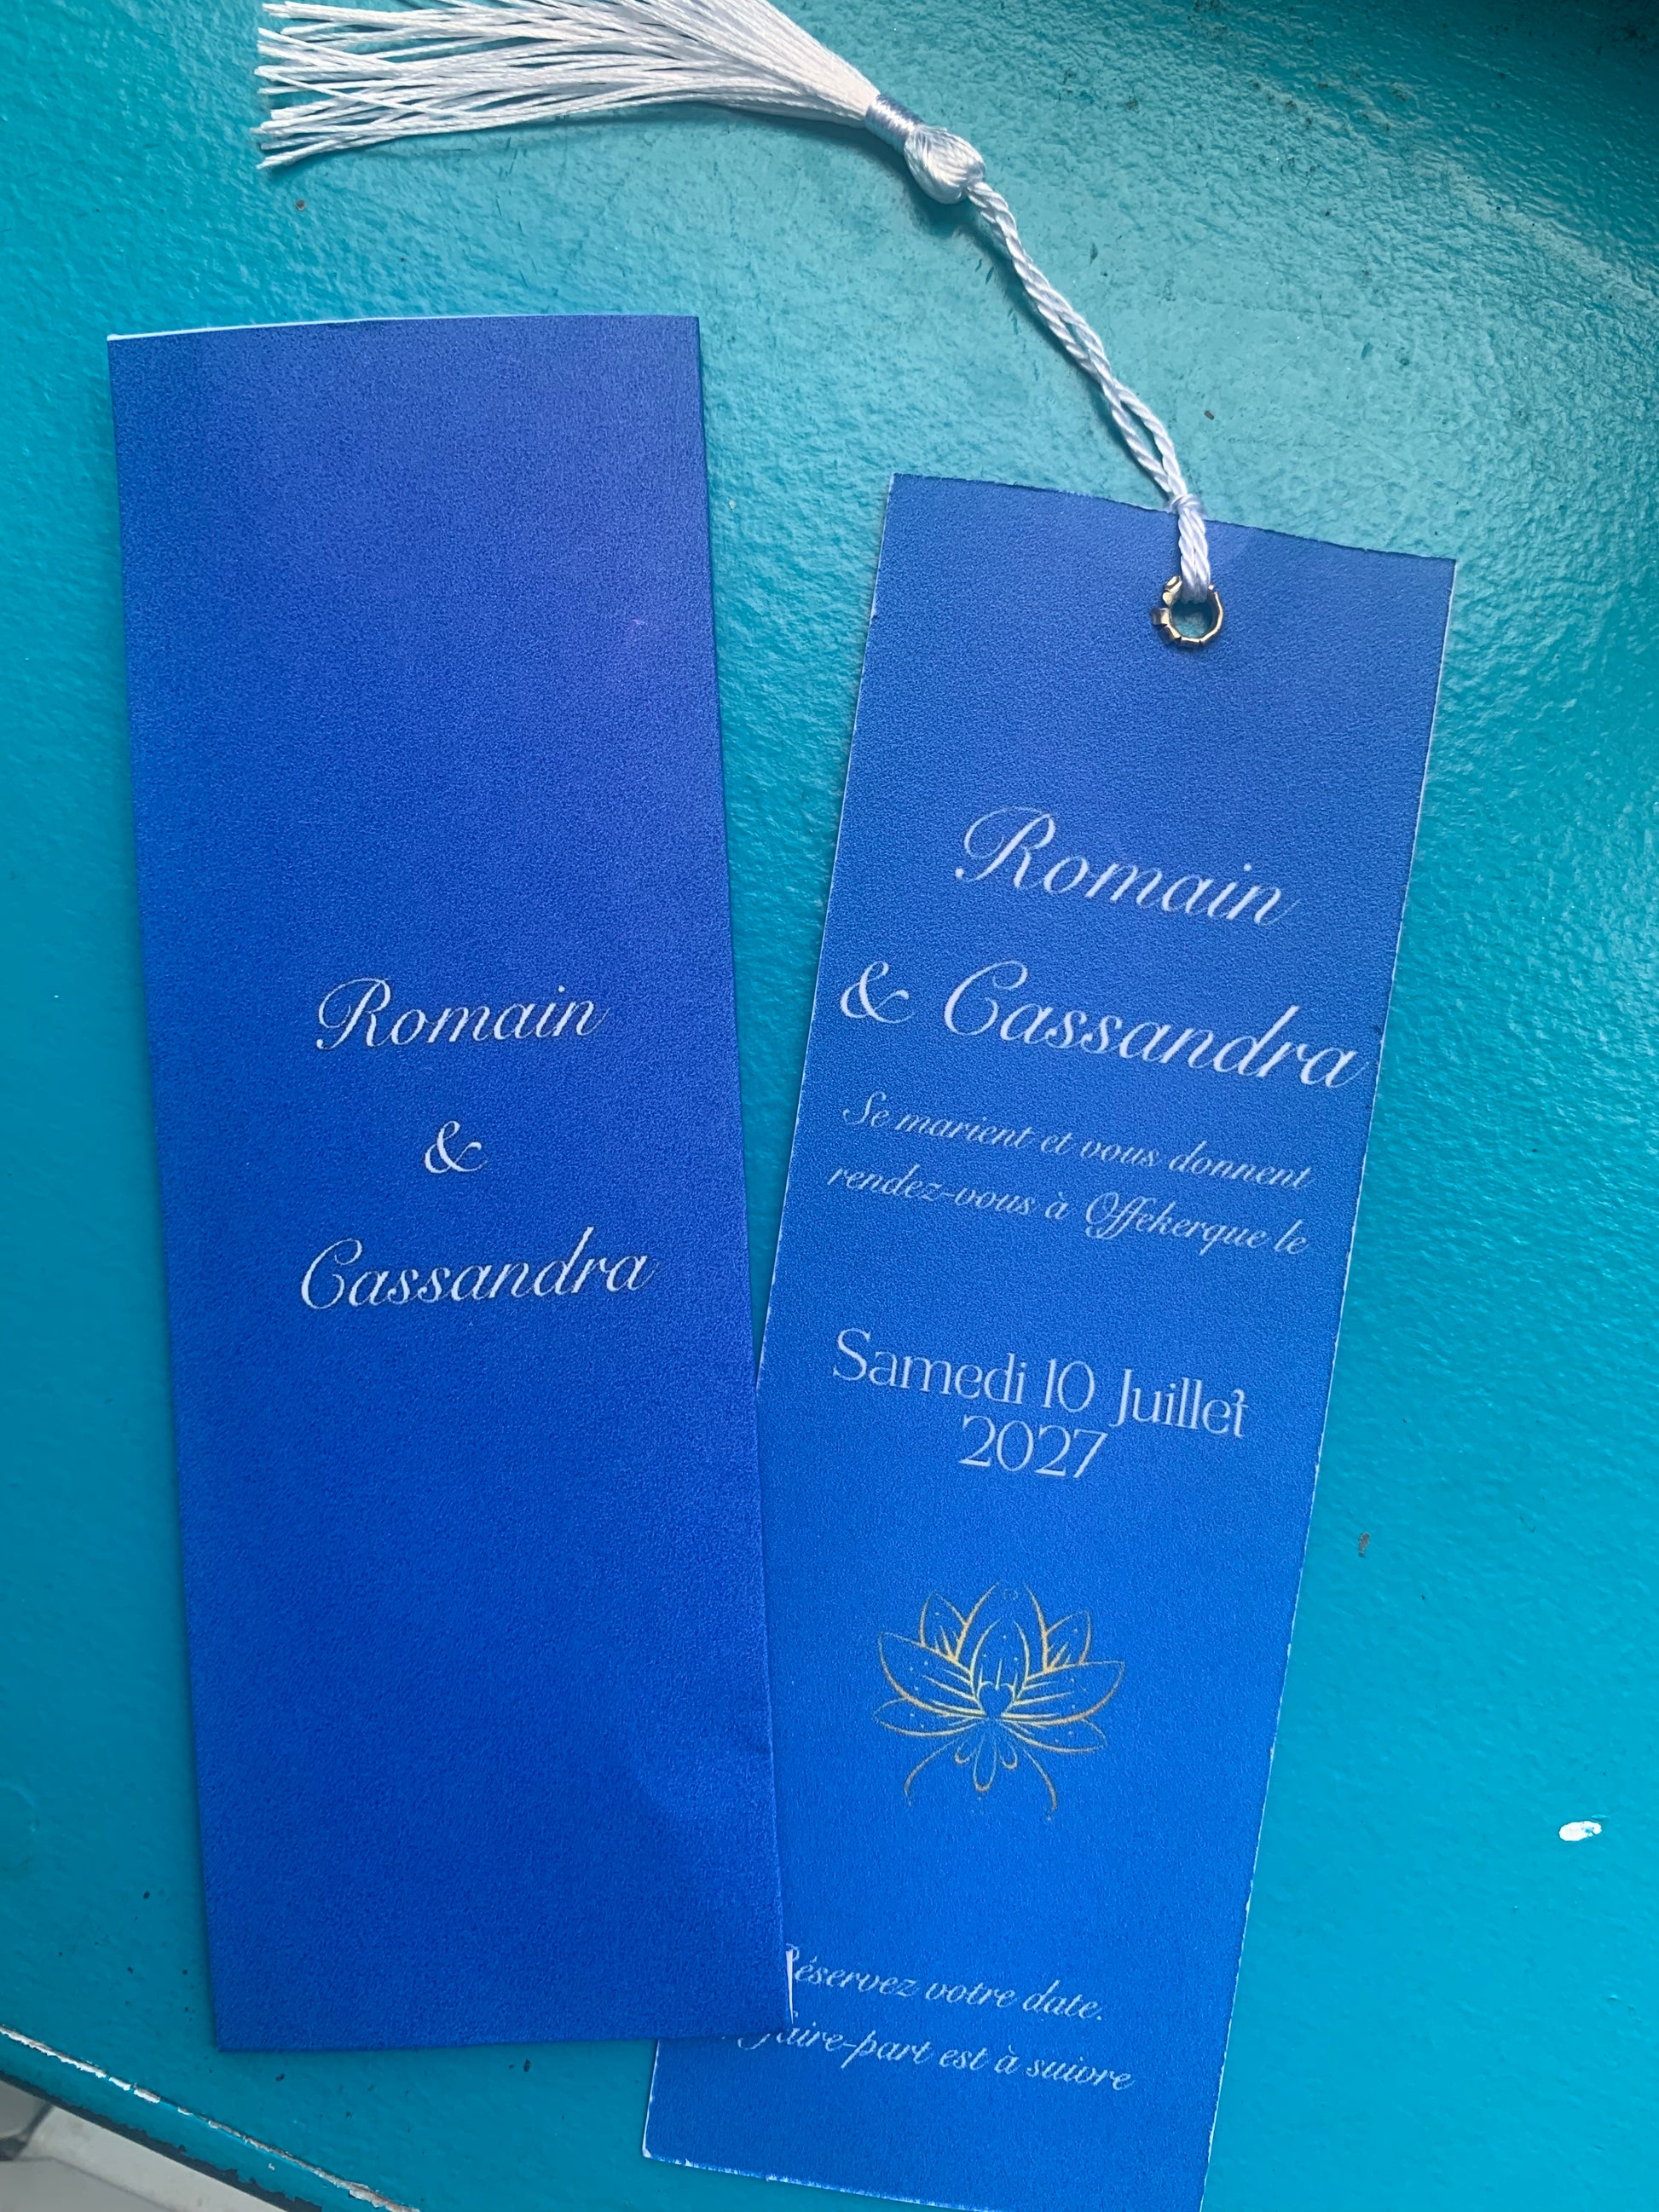 Romain
&
Cassandra
Romain
& Cassandra
Se marient et vous donnent
rendez-vous à Offekerque le
Samedi 10 Juillet
2027
Réservez votre date.
faire-part est à suivre